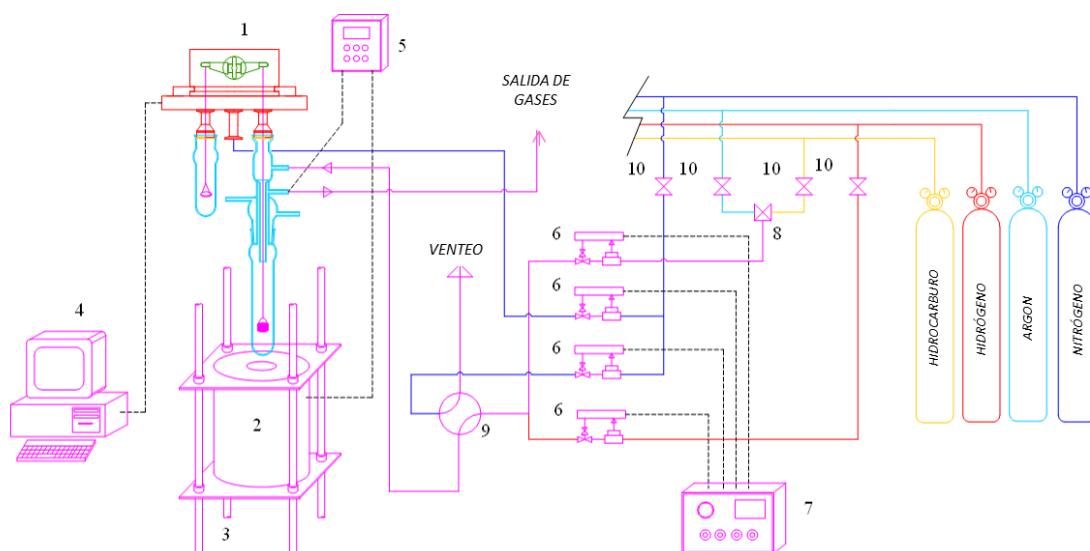 1
5
SALIDA DE
GASES
10
10
10
10
6
8
VENTEO
6
4
6
6
2
9
3
7
HIDROCARBURO
HIDRÓGENO
ARGON
NITRÓGENO